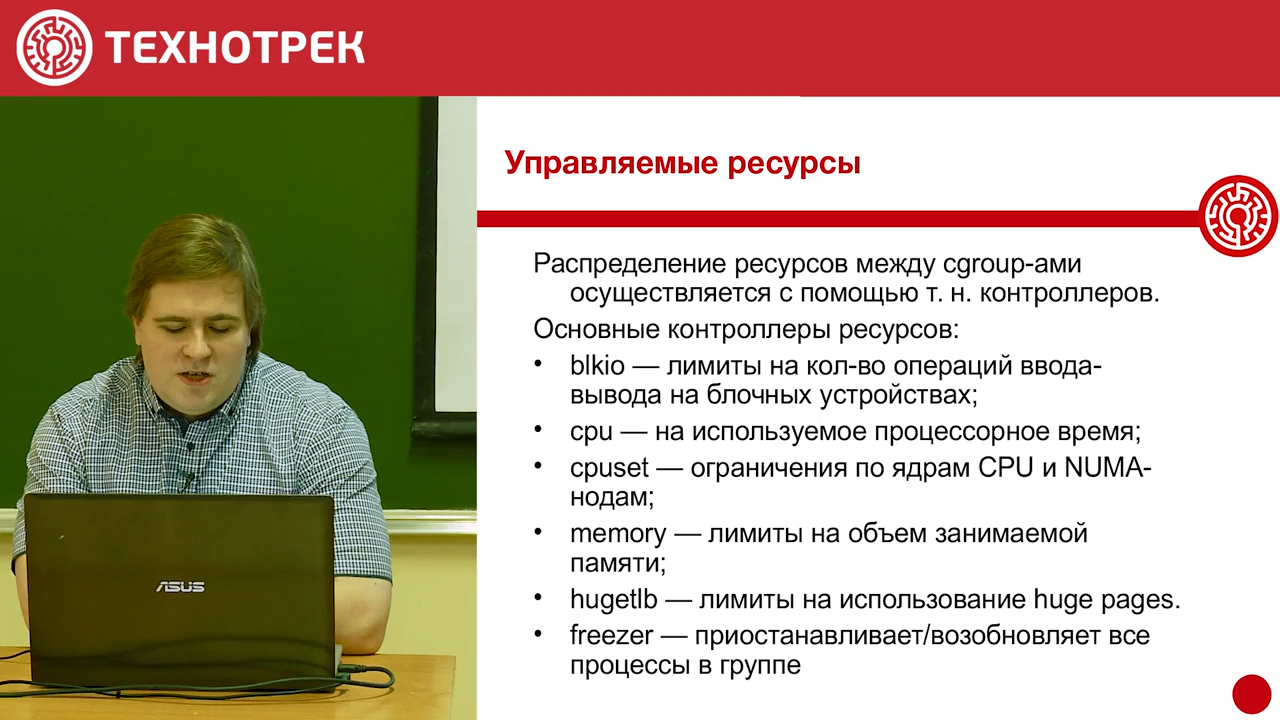 ТЕХНОТРЕК
Управляемые ресурсы
Распределение ресурсов между cgroup-ами
осуществляется с помощью т. н. контроллеров.
Основные контроллеры ресурсов:
• blkio — лимиты на кол-во операций ввода-
вывода на блочных устройствах;
• cpu — на используемое процессорное время;
• cpuset — ограничения по ядрам CPU и NUMA-
нодам;
• memory — лимиты на объем занимаемой
памяти;
• hugetlb — лимиты на использование huge pages.
• freezer — приостанавливает/возобновляет все
процессы в группе
ASUS